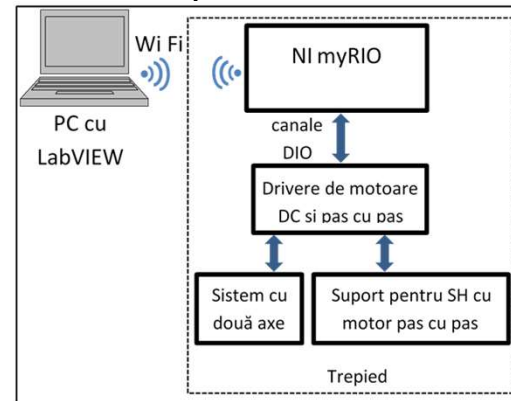 Wi Fi
NI myRIO
PC cu
LabVIEW
canale
DIO
Drivere de motoare
DC si pas cu pas
Sistem cu
două axe
Suport pentru SH cu
motor pas cu pas
Trepied